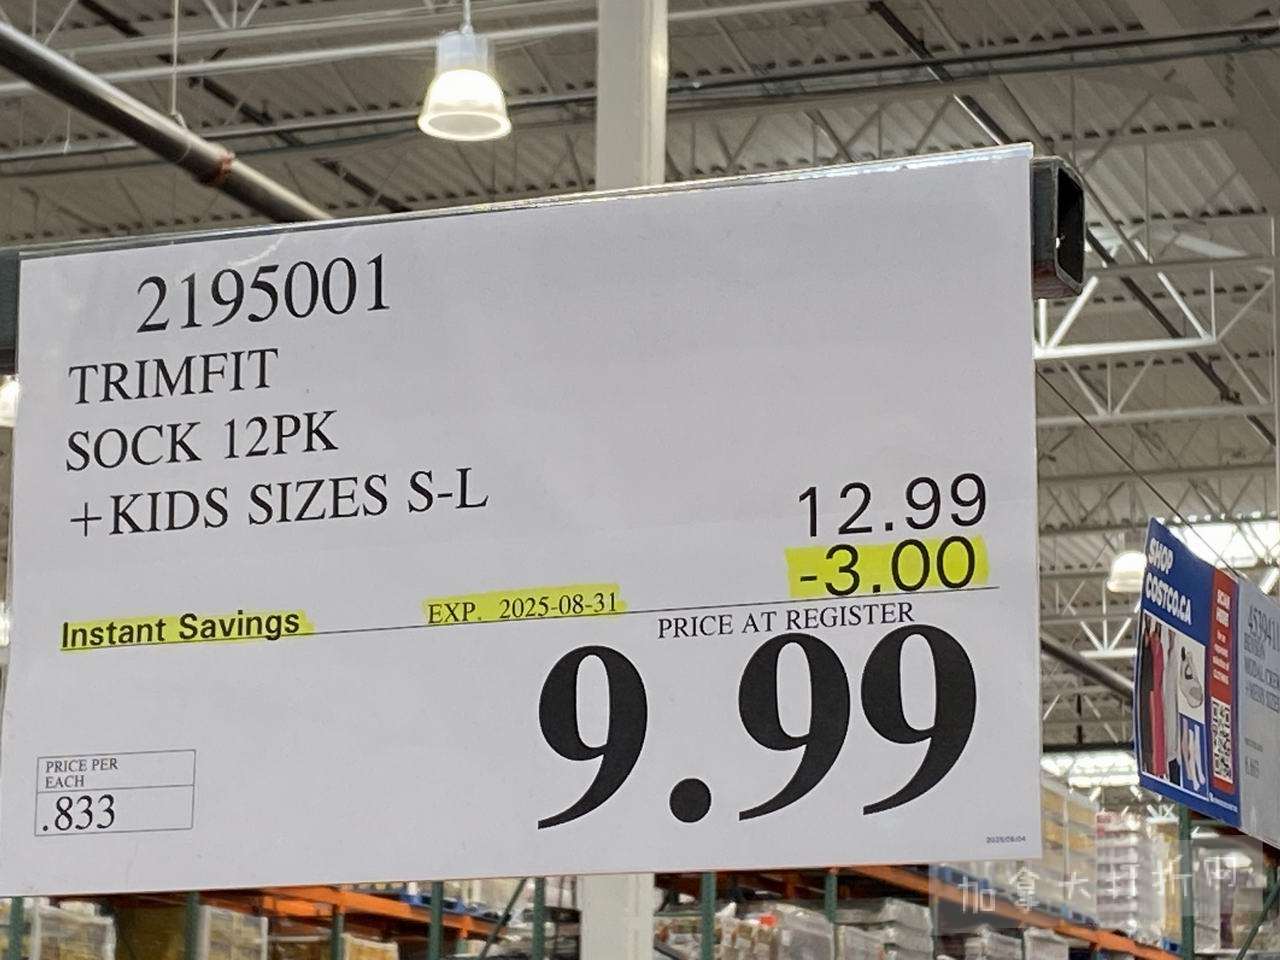 2195001
TRIMFIT
SOCK 12PK
+KIDS SIZES S-L
12.99
-3.00
Instant Savings
EXP. 2025-08-31
PRICE AT REGISTER
9.99
PRICE PER
EACH
.833
SHOP
COSTCO.CA
加拿大打折网